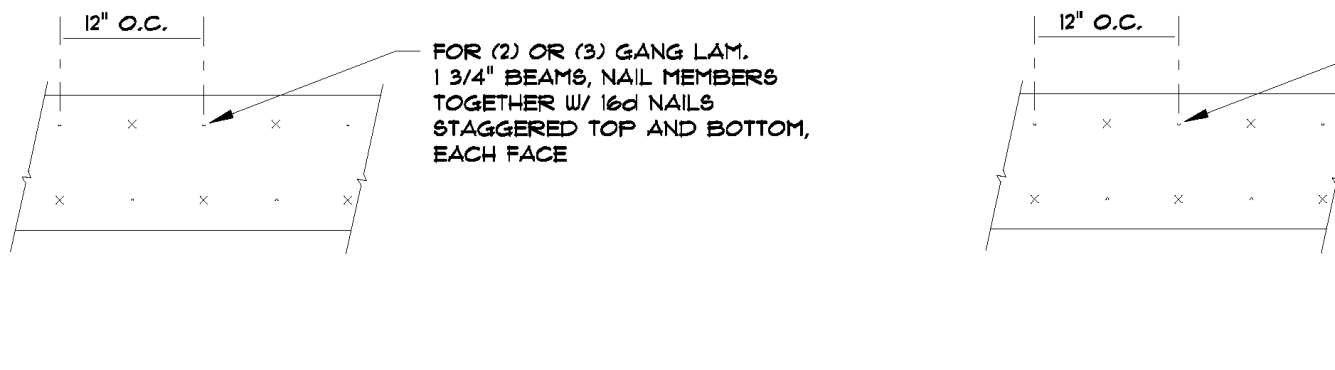 12" O.C.
FOR (2) OR (3) GANG LAM.
1 3/4" BEAMS, NAIL MEMBERS
TOGETHER W/ 16d NAILS
STAGGERED TOP AND BOTTOM,
EACH FACE
12" O.C.